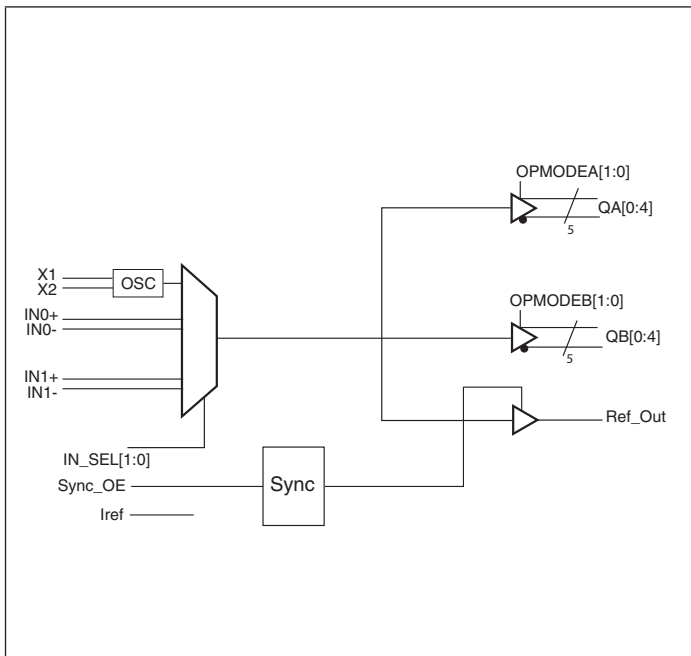 OPMODEA[1:0]
QA[0:4]
5
X1
X2
OSC
IN0+
IN0-
OPMODEB[1:0]
QB[0:4]
5
IN1+
IN1-
Ref_Out
IN_SEL[1:0]
Sync_OE
Sync
Iref